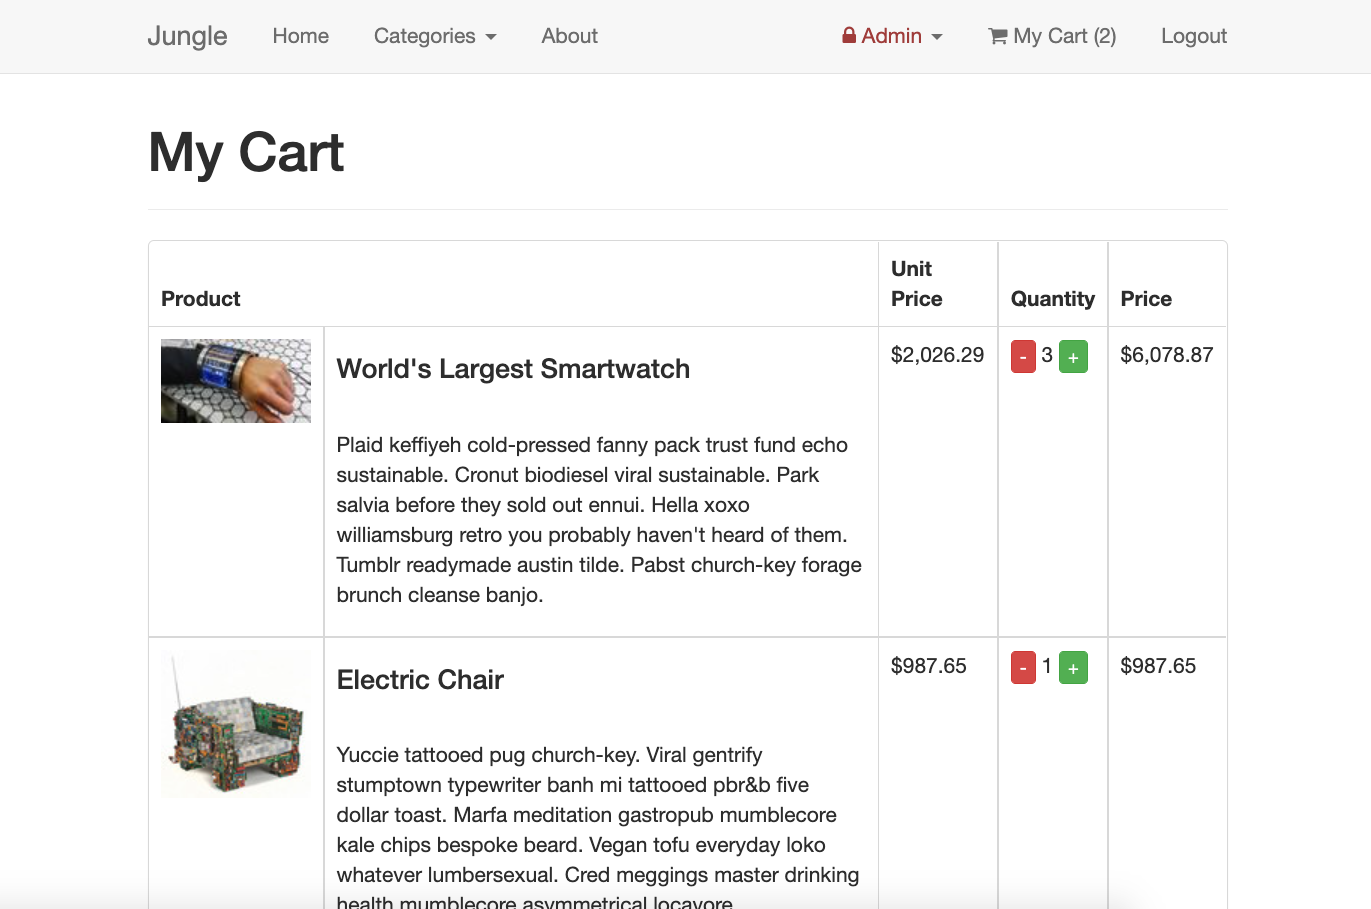 Jungle Home Categories About Admin My Cart (2) Logout
My Cart
Product Unit Price Quantity Price
World's Largest Smartwatch $2,026.29 - 3 + $6,078.87
Plaid keffiyeh cold-pressed fanny pack trust fund echo
sustainable. Cronut biodiesel viral sustainable. Park
salvia before they sold out ennui. Hella xoxo
williamsburg retro you probably haven't heard of them.
Tumblr readymade austin tilde. Pabst church-key forage
brunch cleanse banjo.
Electric Chair $987.65 - 1 + $987.65
Yuccie tattooed pug church-key. Viral gentrify
stumptown typewriter banh mi tattooed pbr&b five
dollar toast. Marfa meditation gastropub mumblecore
kale chips bespoke beard. Vegan tofu everyday loko
whatever lumbersexual. Cred meggings master drinking
health mumblecore asymmetrical locavore